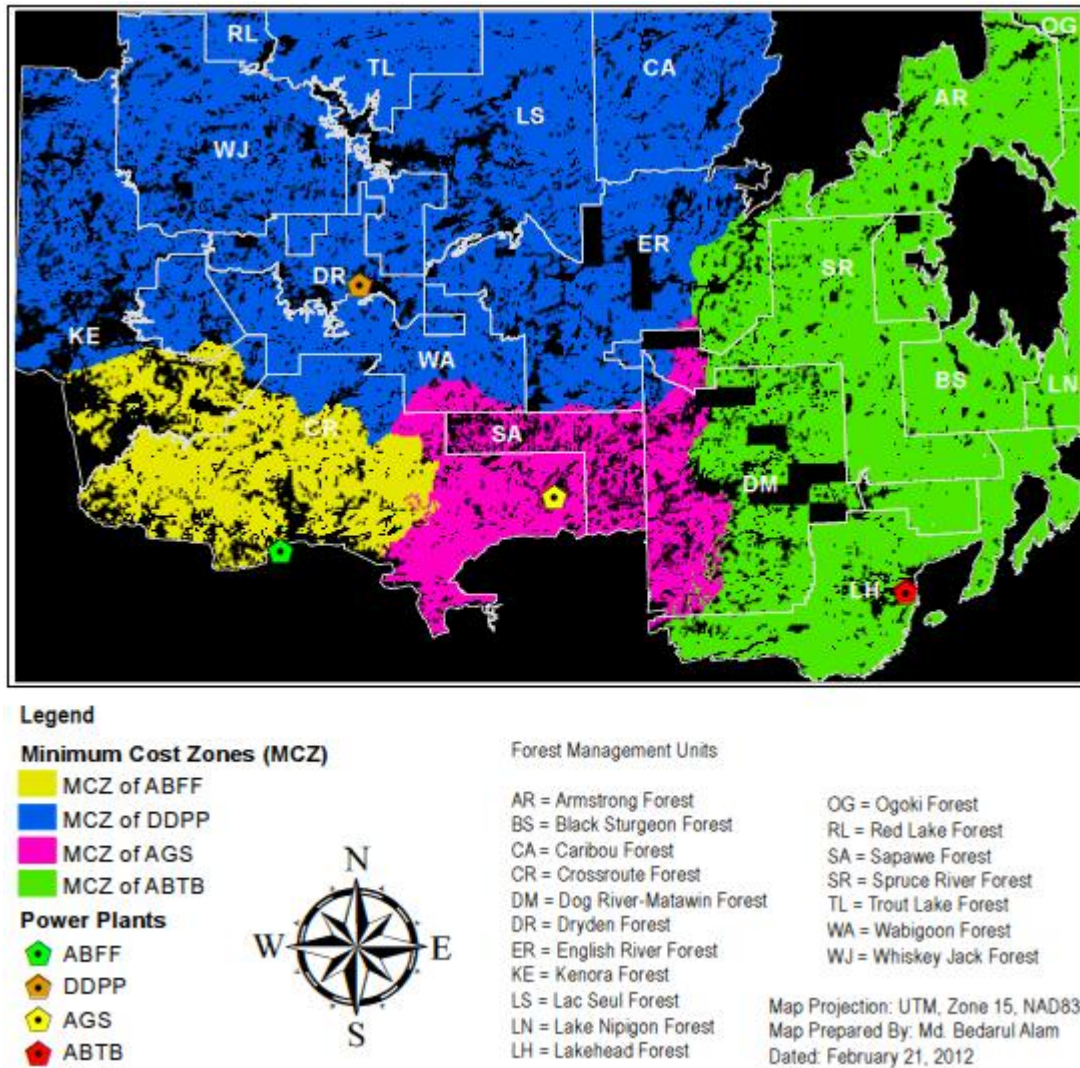 RL
OG
TL
CA
AR
LS
WJ
ER
SR
DR
KE
WA
BS
LN
CR
SA
DM
LH
Legend
Minimum Cost Zones (MCZ)
MCZ of ABFF
MCZ of DDPP
MCZ of AGS
MCZ of ABTB
Power Plants
ABFF
DDPP
AGS
ABTB
N
W
E
S
Forest Management Units
AR = Armstrong Forest
BS = Black Sturgeon Forest
CA = Caribou Forest
CR = Crossroute Forest
DM = Dog River-Matawin Forest
DR = Dryden Forest
ER = English River Forest
KE = Kenora Forest
LS = Lac Seul Forest
LN = Lake Nipigon Forest
LH = Lakehead Forest
OG = Ogoki Forest
RL = Red Lake Forest
SA = Sapawe Forest
SR = Spruce River Forest
TL = Trout Lake Forest
WA = Wabigoon Forest
WJ = Whiskey Jack Forest
Map Projection: UTM, Zone 15, NAD83
Map Prepared By: Md. Bedarul Alam
Dated: February 21, 2012